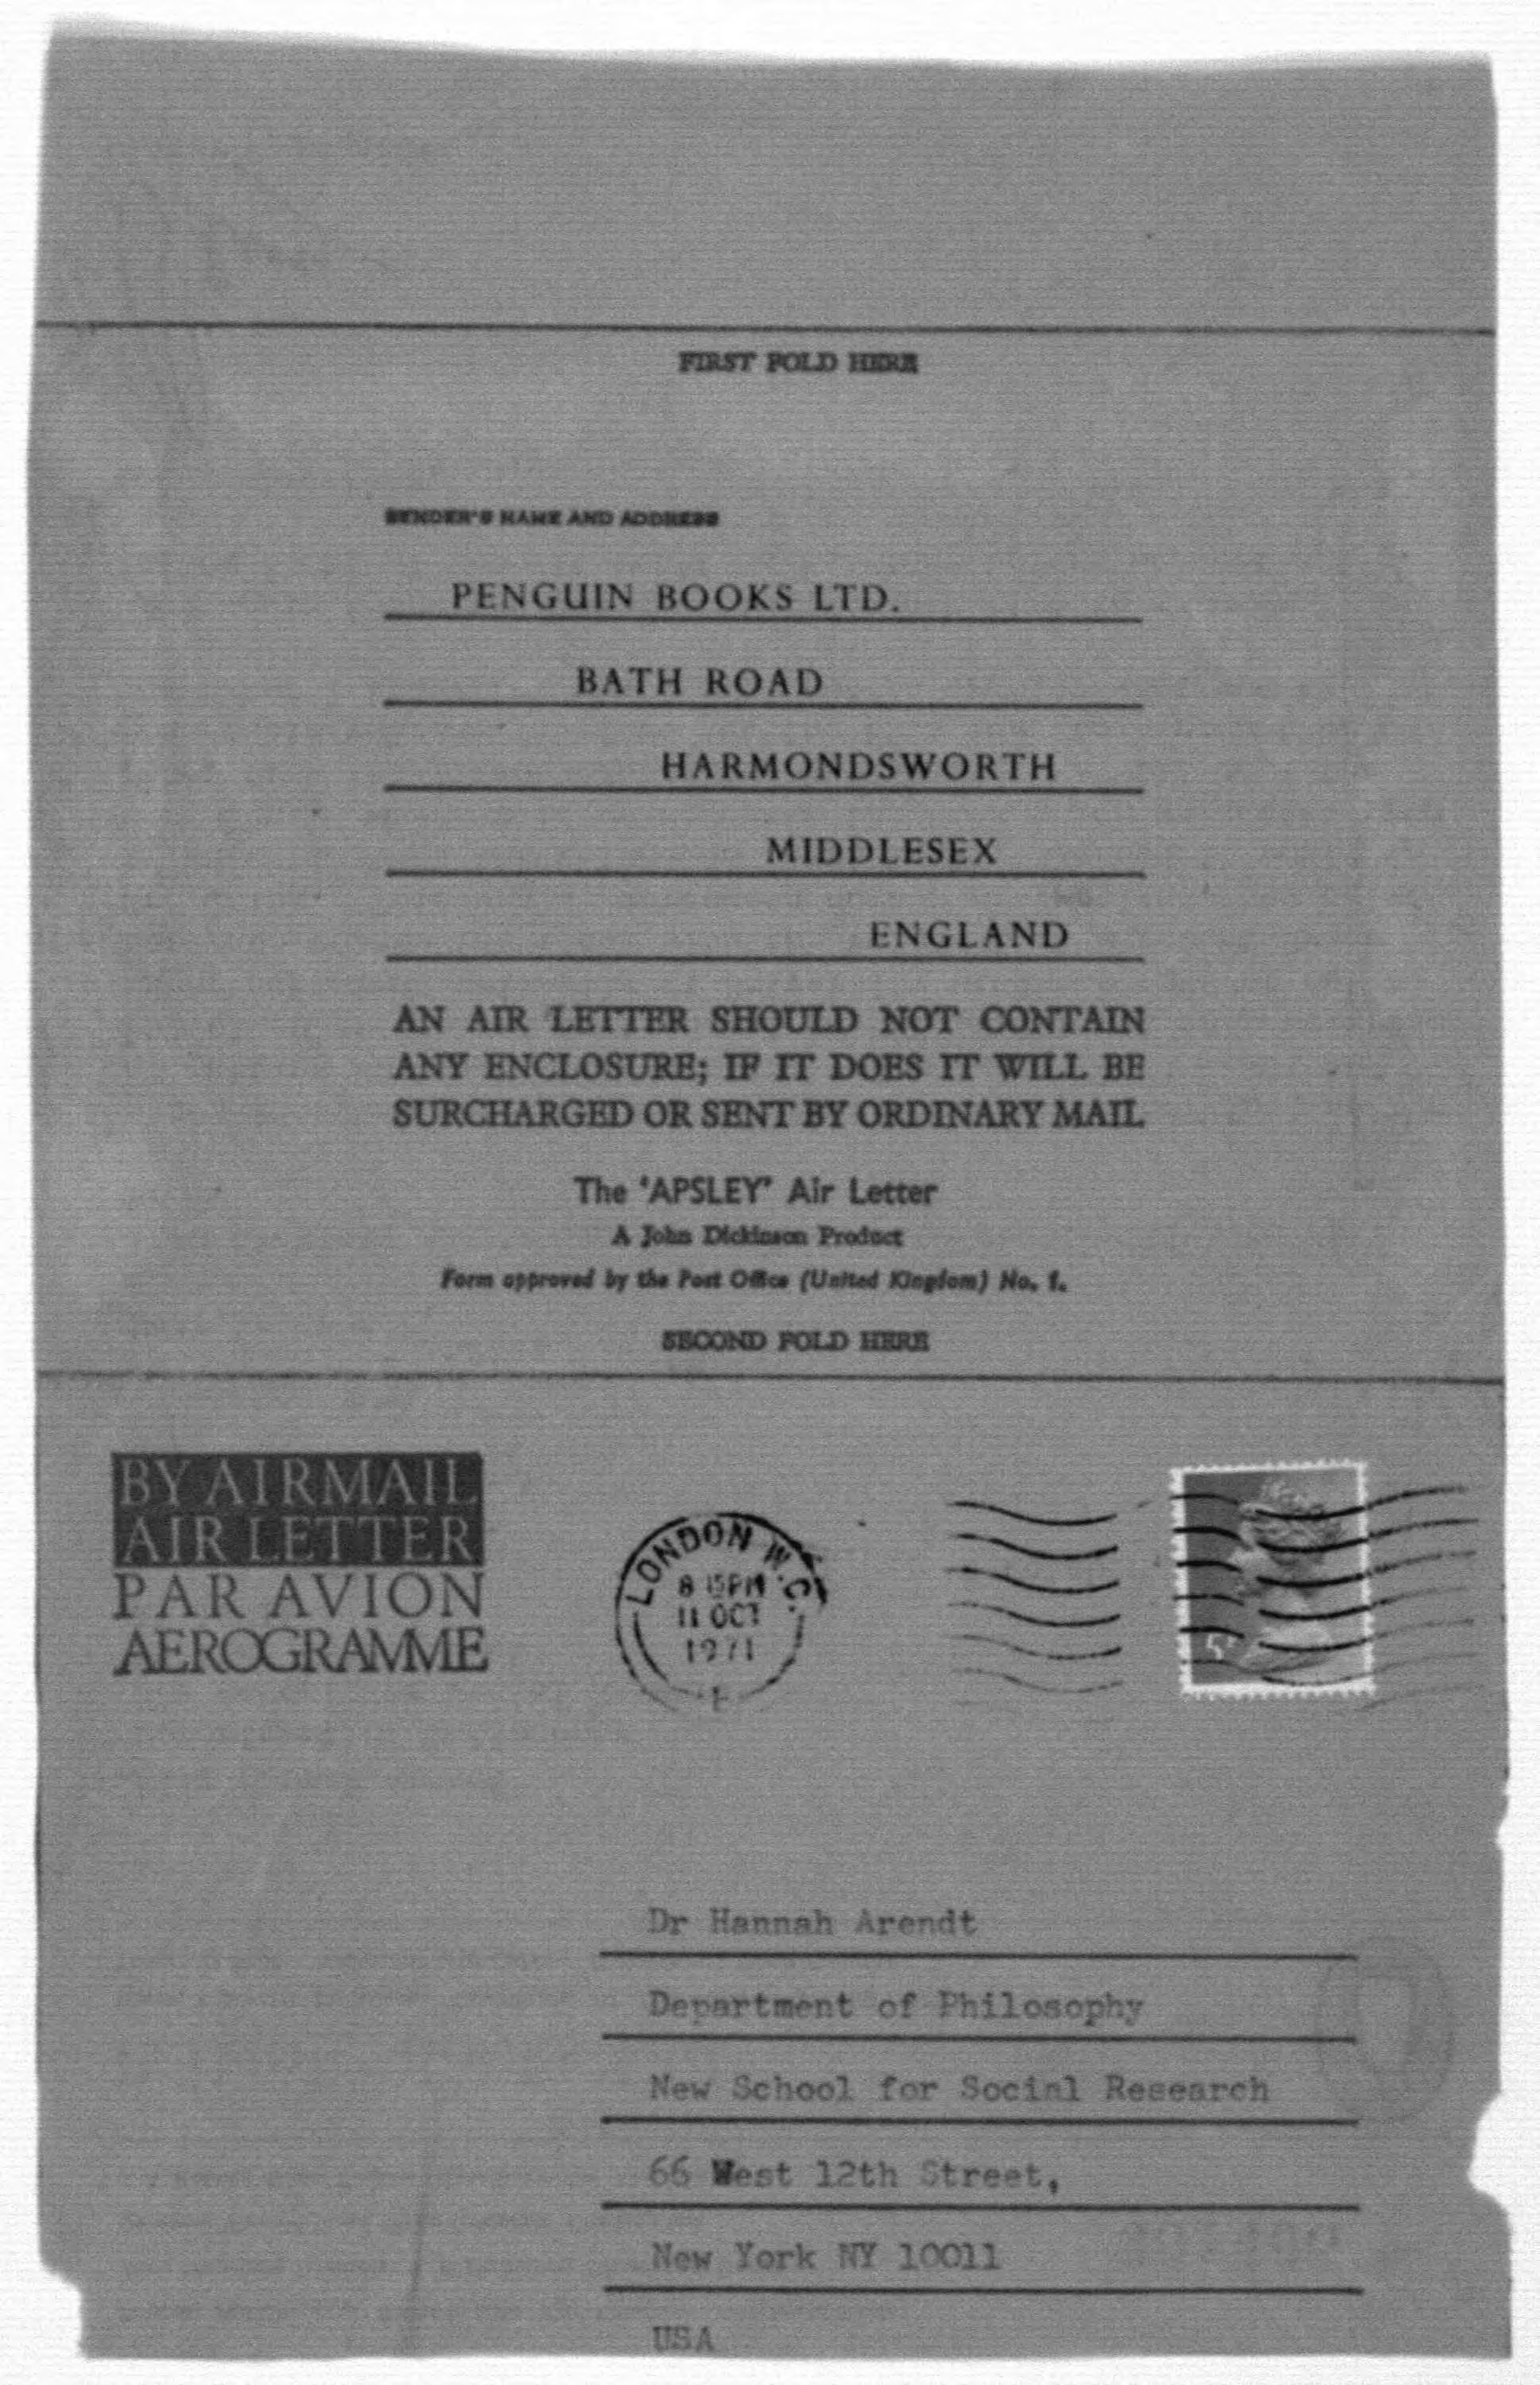 FIRST FOLD HERE
SENDER'S NAME AND ADDRESS
PENGUIN BOOKS LTD.
BATH ROAD
HARMONDSWORTH
MIDDLESEX
ENGLAND
AN AIR LETTER SHOULD NOT CONTAIN
ANY ENCLOSURE; IF IT DOES IT WILL BE
SURCHARGED OR SENT BY ORDINARY MAIL
The 'APSLEY' Air Letter
A John Dickinson Product
Form approved by the Post Office (United Kingdom) No. 1.
SECOND FOLD HERE
BY AIRMAIL
AIR LETTER
PAR AVION
AEROGRAMME
LONDON W.C.
8 15PM
11 OCT
1971
Dr Hannah Arendt
Department of Philosophy
New School for Social Research
66 West 12th Street,
New York NY 10011
USA